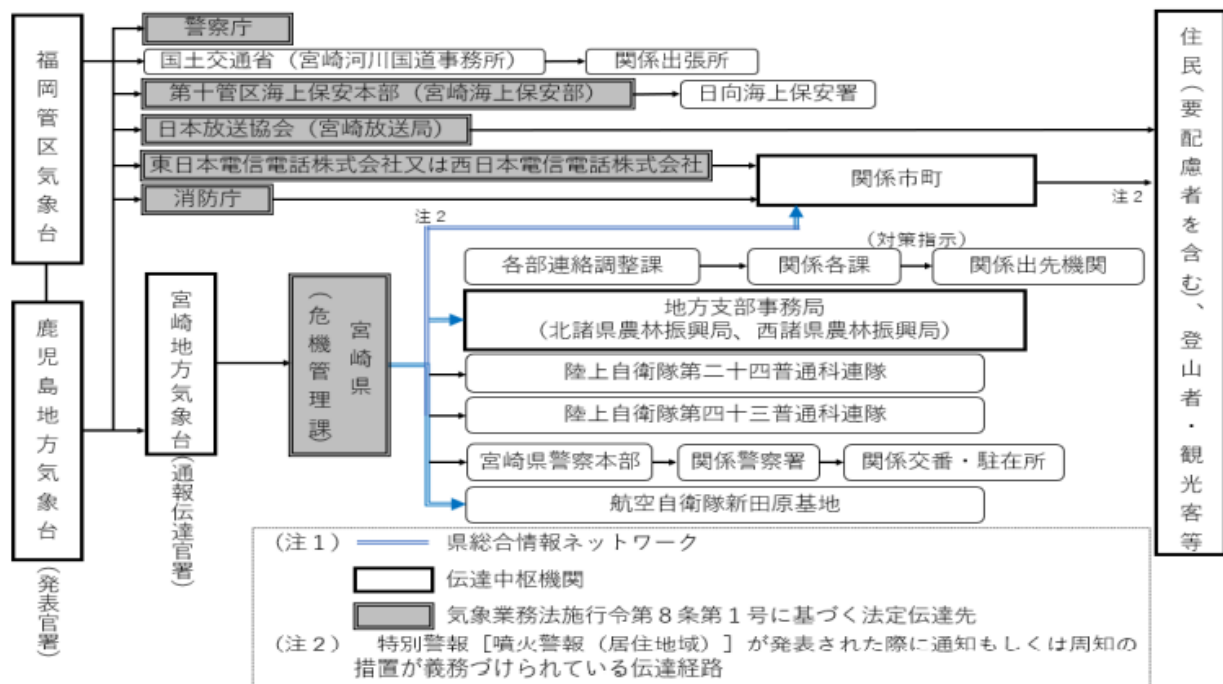 福岡管区気象台
鹿児島地方気象台
(発表官署)
警察庁
国土交通省(宮崎河川国道事務所)
関係出張所
第十管区海上保安本部(宮崎海上保安部)
日向海上保安署
日本放送協会(宮崎放送局)
東日本電信電話株式会社又は西日本電信電話株式会社
消防庁
関係市町
注2
注2
宮崎地方気象台(通報伝達官署)
宮崎県
(危機管理課)
(対策指示)
各部連絡調整課
関係各課
関係出先機関
地方支部事務局
(北諸県農林振興局、西諸県農林振興局)
陸上自衛隊第二十四普通科連隊
陸上自衛隊第四十三普通科連隊
宮崎県警察本部
関係警察署
関係交番・駐在所
航空自衛隊新田原基地
住民(要配慮者を含む)、登山者・観光客等
(注1) 県総合情報ネットワーク
伝達中枢機関
気象業務法施行令第8条第1号に基づく法定伝達先
(注2) 特別警報[噴火警報(居住地域)]が発表された際に通知もしくは周知の
措置が義務づけられている伝達経路